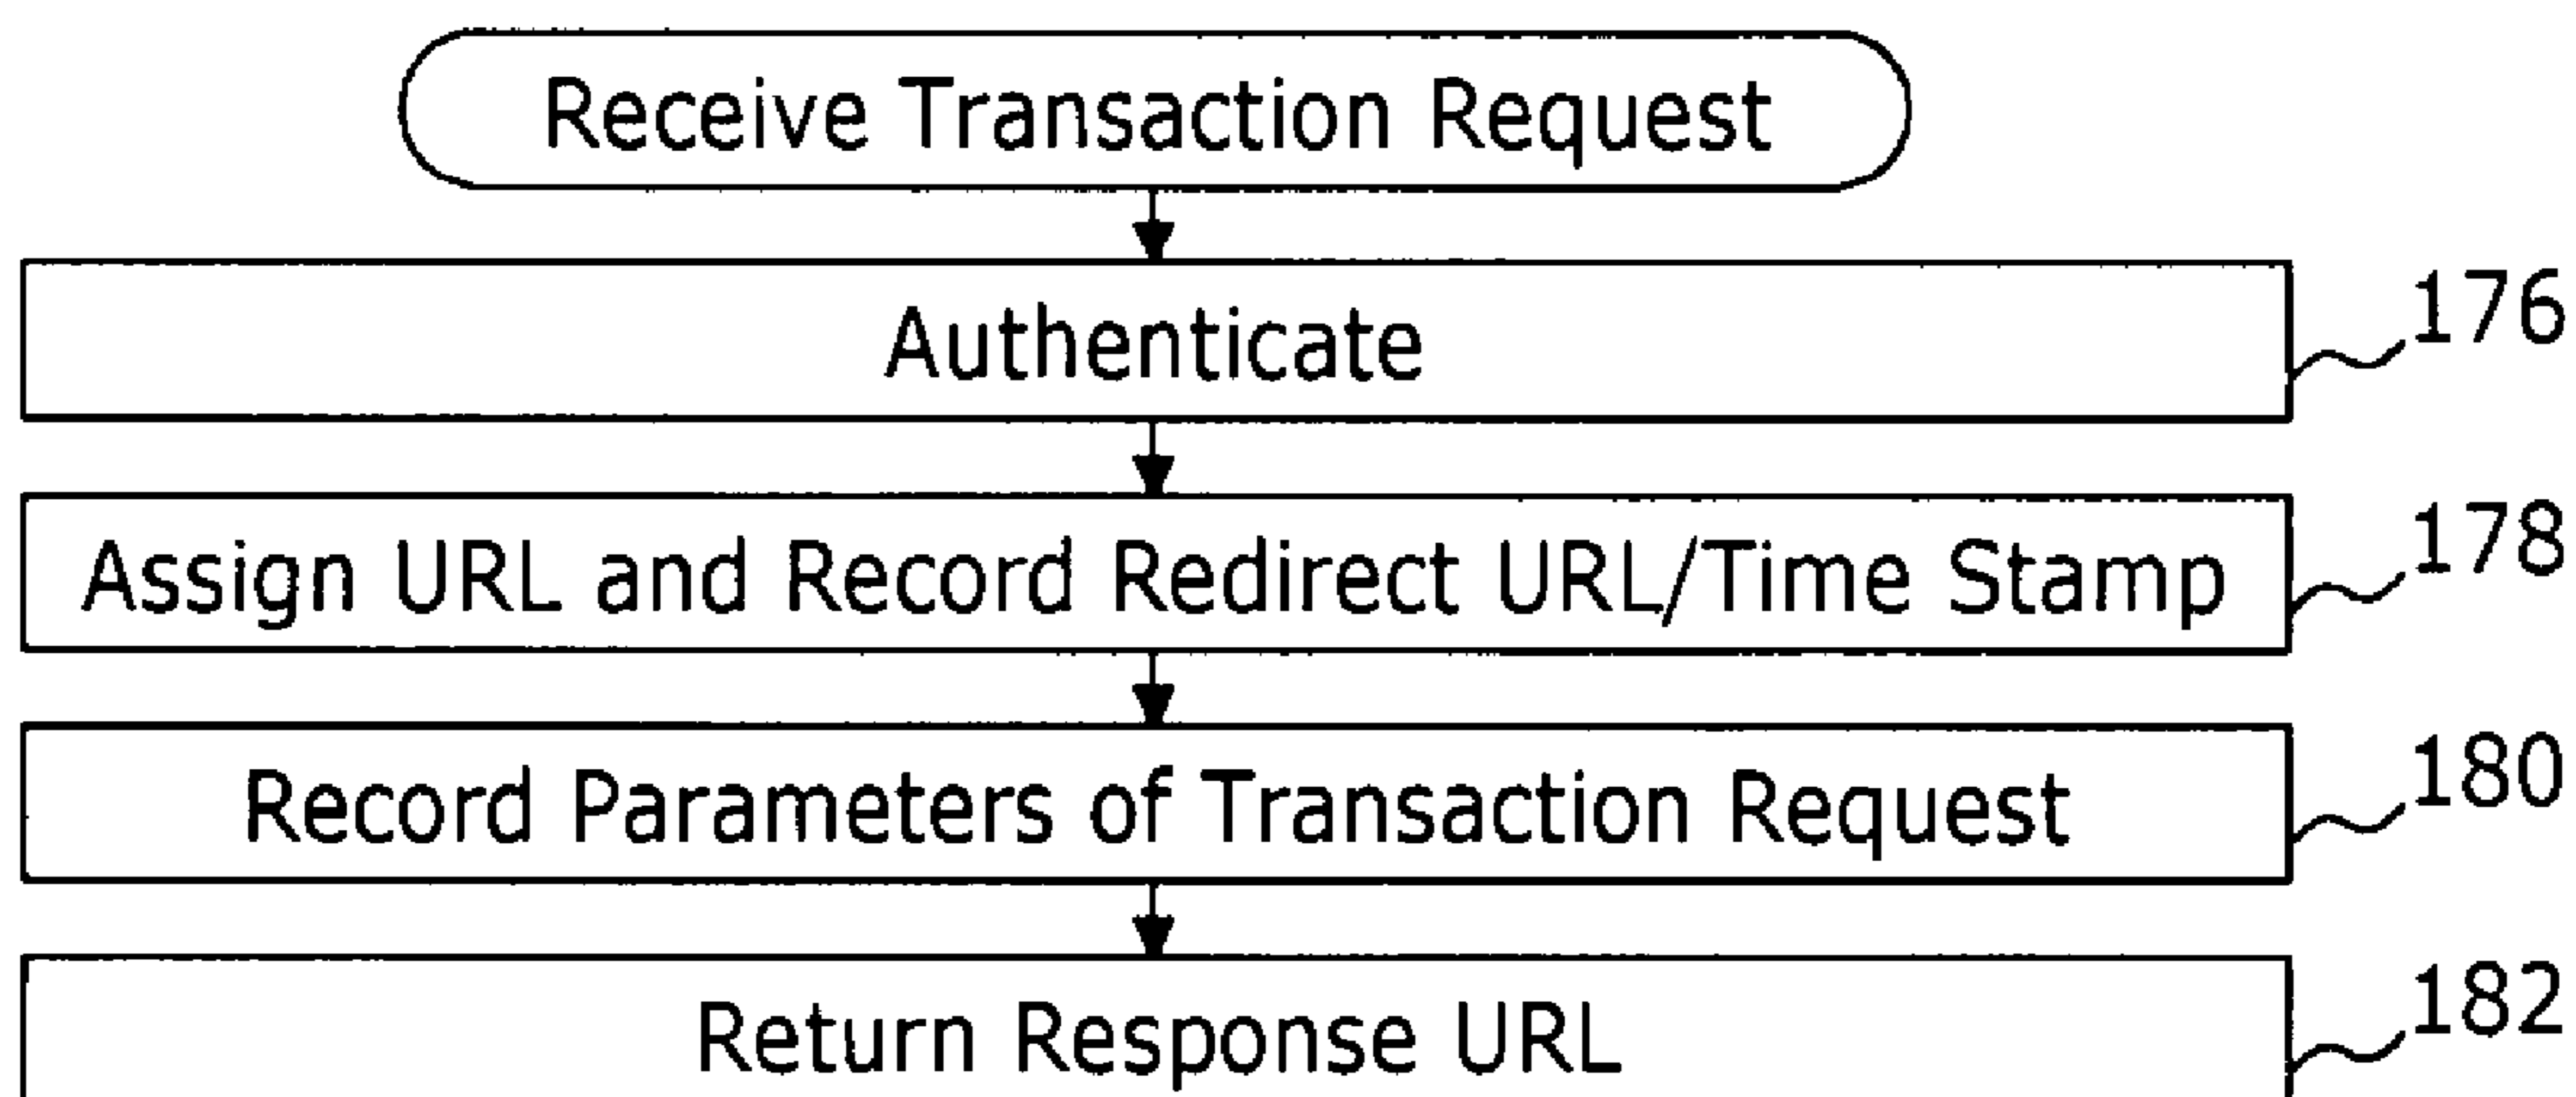 Receive Transaction Request
Authenticate
176
Assign URL and Record Redirect URL/Time Stamp
178
Record Parameters of Transaction Request
180
Return Response URL
182